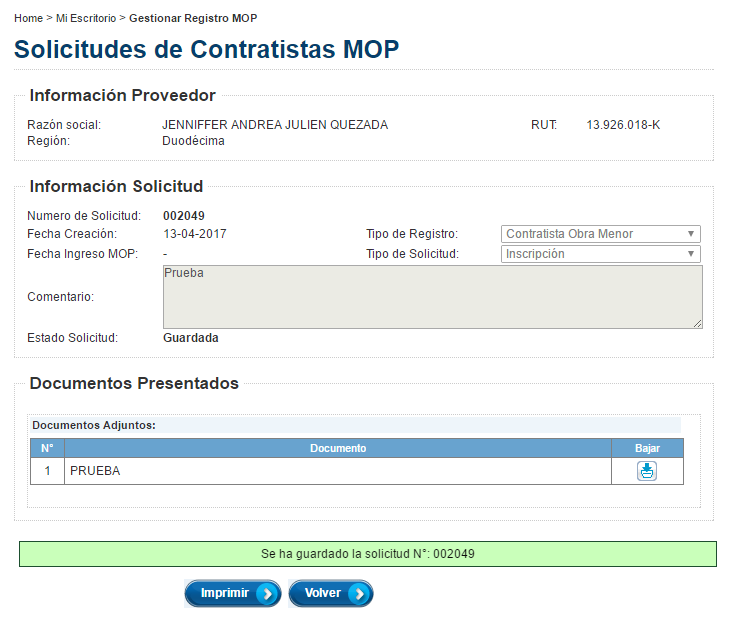 Home > Mi Escritorio > Gestionar Registro MOP
Solicitudes de Contratistas MOP
Información Proveedor
Razón social: JENNIFFER ANDREA JULIEN QUEZADA RUT: 13.926.018-K
Región: Duodécima
Información Solicitud
Numero de Solicitud: 002049
Fecha Creación: 13-04-2017 Tipo de Registro: Contratista Obra Menor
Fecha Ingreso MOP: - Tipo de Solicitud: Inscripción
Prueba
Comentario:
Estado Solicitud: Guardada
Documentos Presentados
Documentos Adjuntos:
N° Documento Bajar
1 PRUEBA
Se ha guardado la solicitud N°: 002049
Imprimir Volver